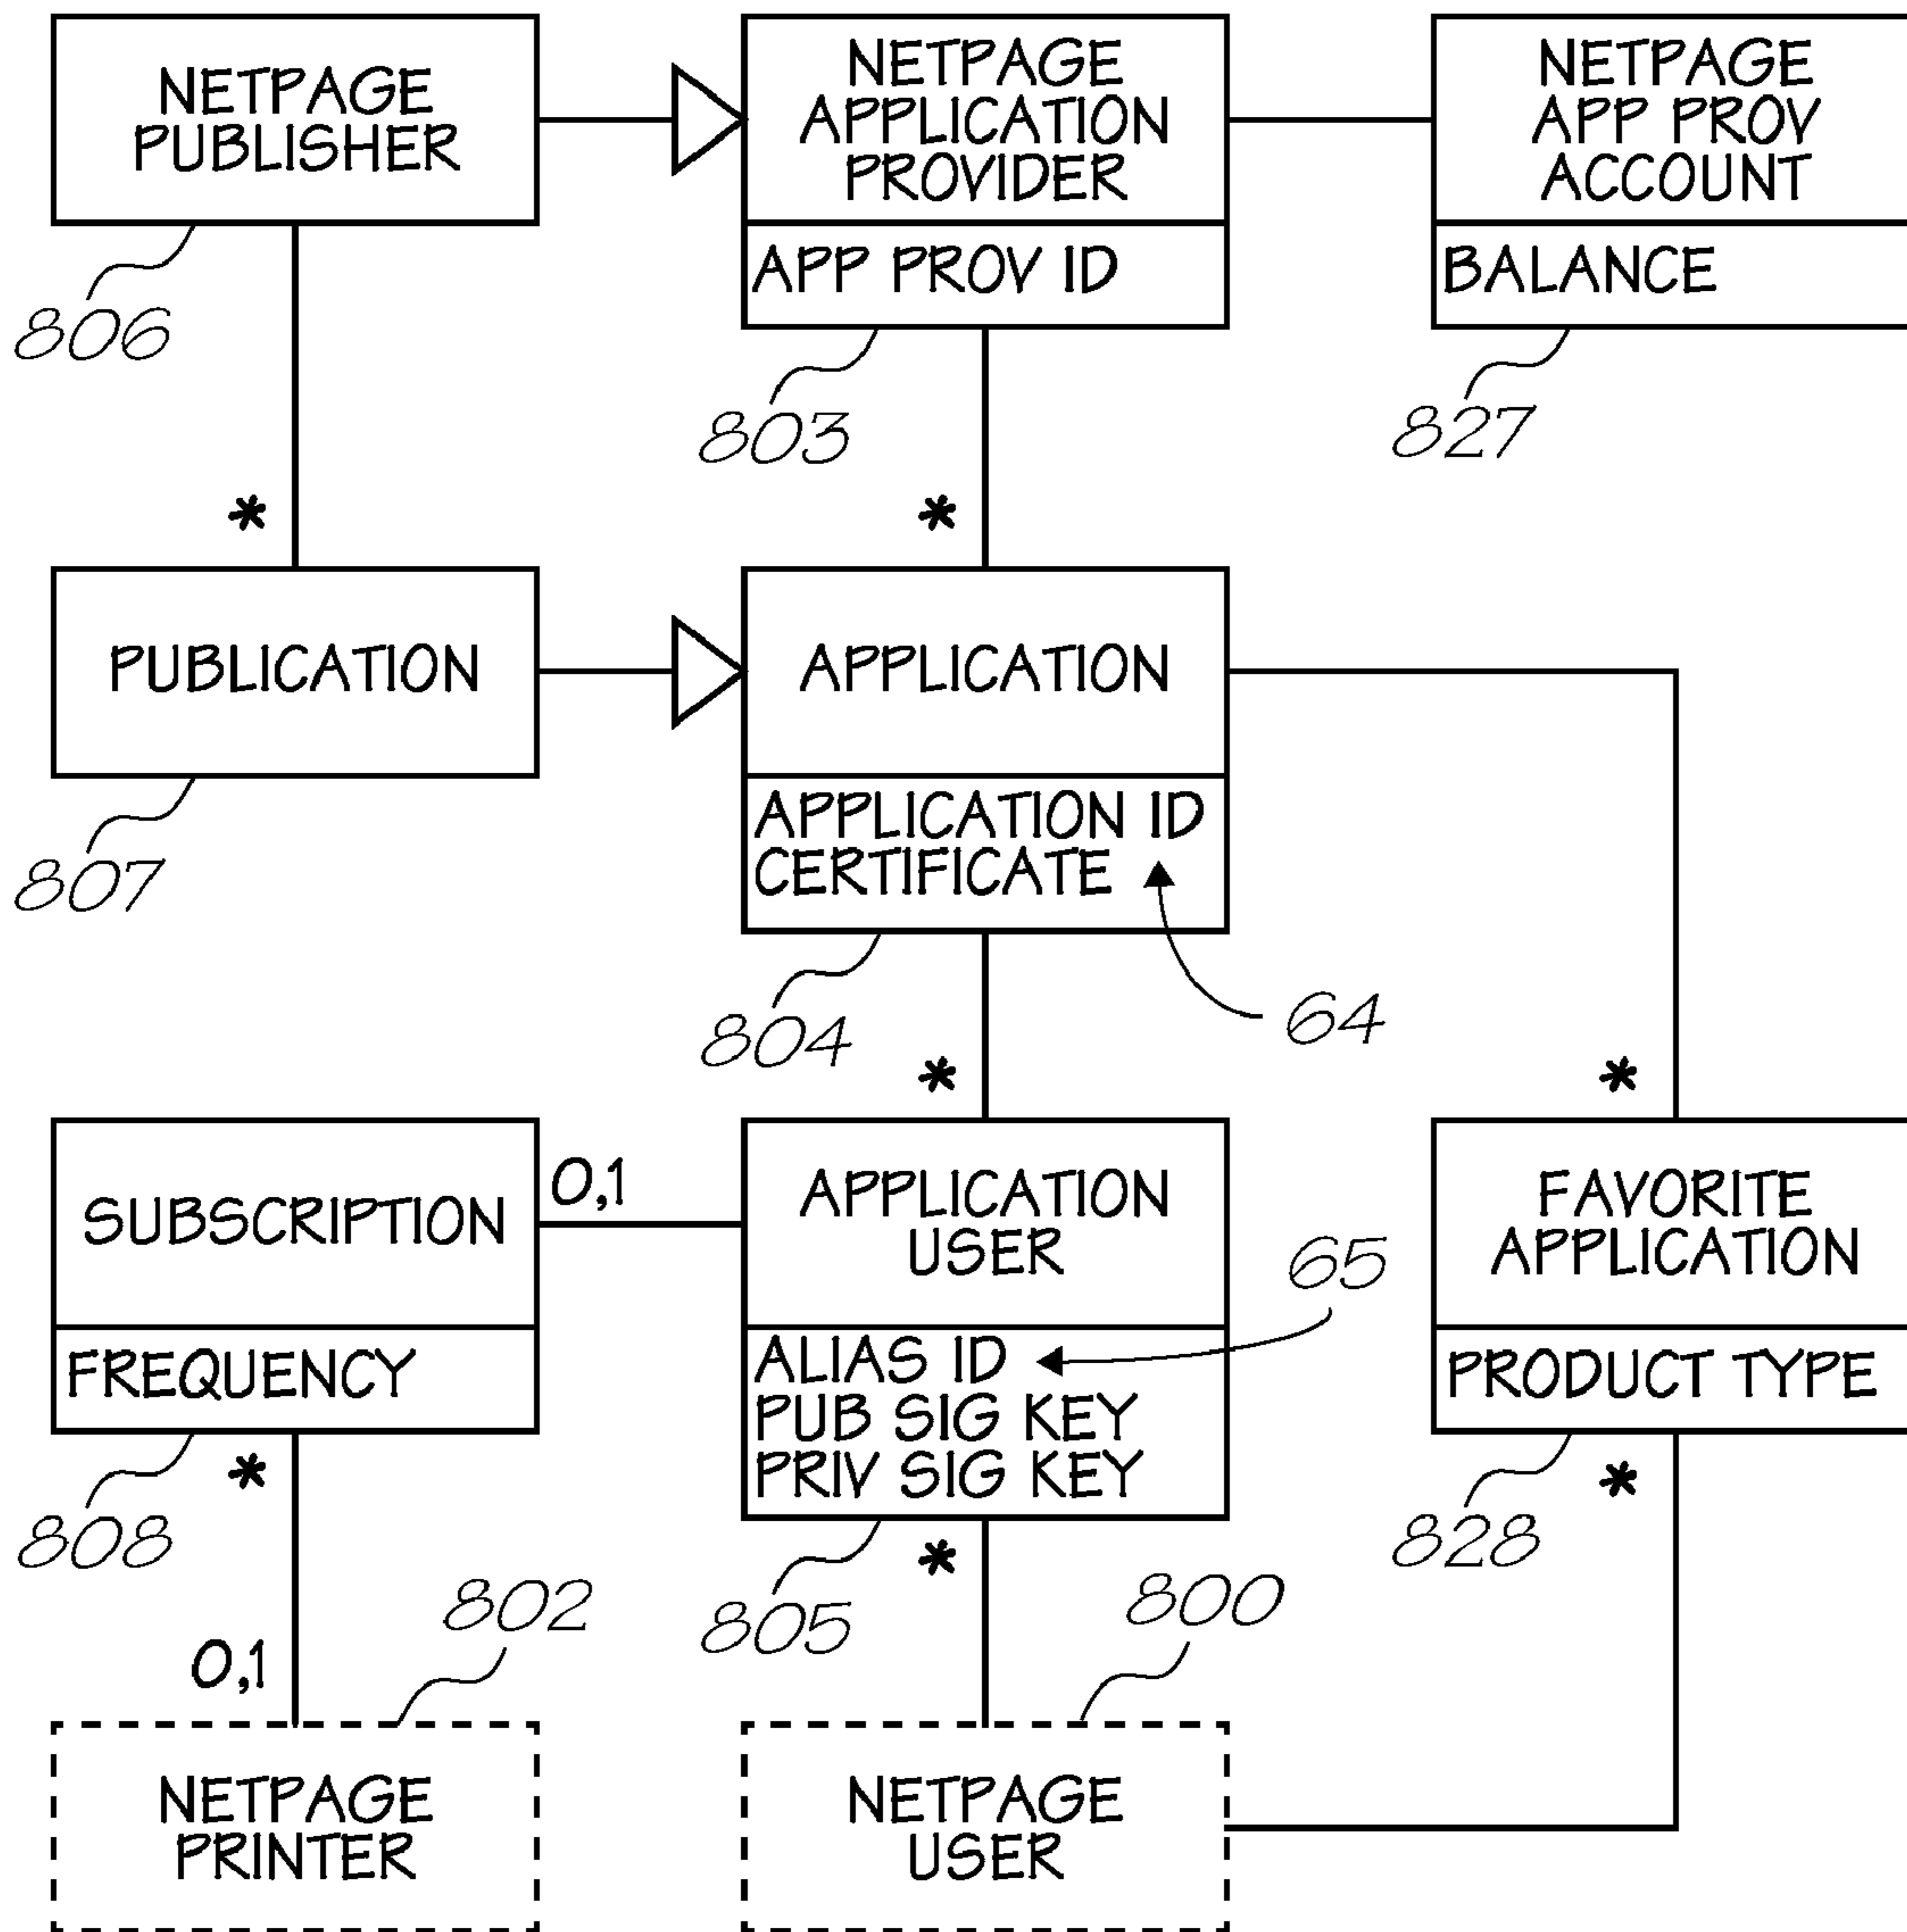 NETPAGE
PUBLISHER
NETPAGE
APPLICATION
PROVIDER
APP PROV ID
NETPAGE
APP PROV
ACCOUNT
BALANCE
806
803
827
*
*
PUBLICATION
APPLICATION
APPLICATION ID
CERTIFICATE
807
804
64
*
*
SUBSCRIPTION
FREQUENCY
0,1
APPLICATION
USER
ALIAS ID
PUB SIG KEY
PRIV SIG KEY
65
FAVORITE
APPLICATION
PRODUCT TYPE
808
*
805
*
828
*
802
800
0,1
NETPAGE
PRINTER
NETPAGE
USER